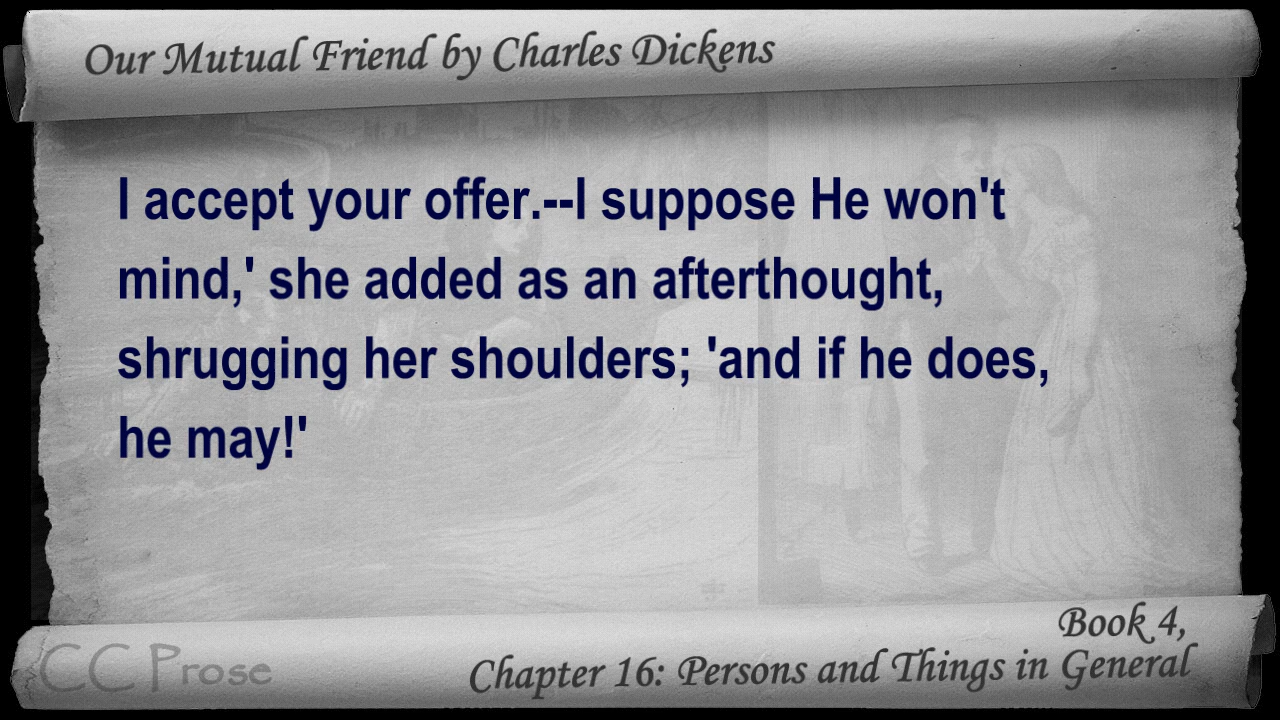 Our Mutual Friend by Charles Dickens
I accept your offer.--I suppose He won't
mind,' she added as an afterthought,
shrugging her shoulders; 'and if he does,
he may!'
Book 4,
CC Prose
Chapter 16: Persons and Things in General